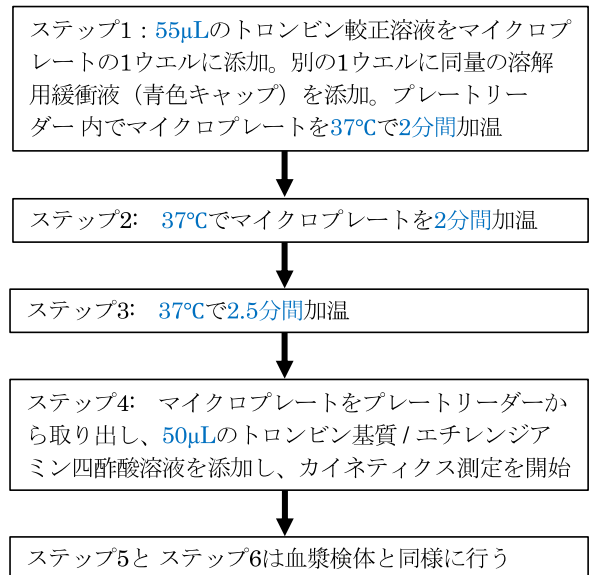 ステップ1：55μLのトロンビン較正溶液をマイクロプ
レートの1ウエルに添加。別の1ウエルに同量の溶解
用緩衝液（青色キャップ）を添加。プレートリー
ダー 内でマイクロプレートを37℃で2分間加温
ステップ2:　37℃でマイクロプレートを2分間加温
ステップ3:　37℃で2.5分間加温
ステップ4:　マイクロプレートをプレートリーダーか
ら取り出し、50μLのトロンビン基質 / エチレンジア
ミン四酢酸溶液を添加し、カイネティクス測定を開始
ステップ5と ステップ6は血漿検体と同様に行う